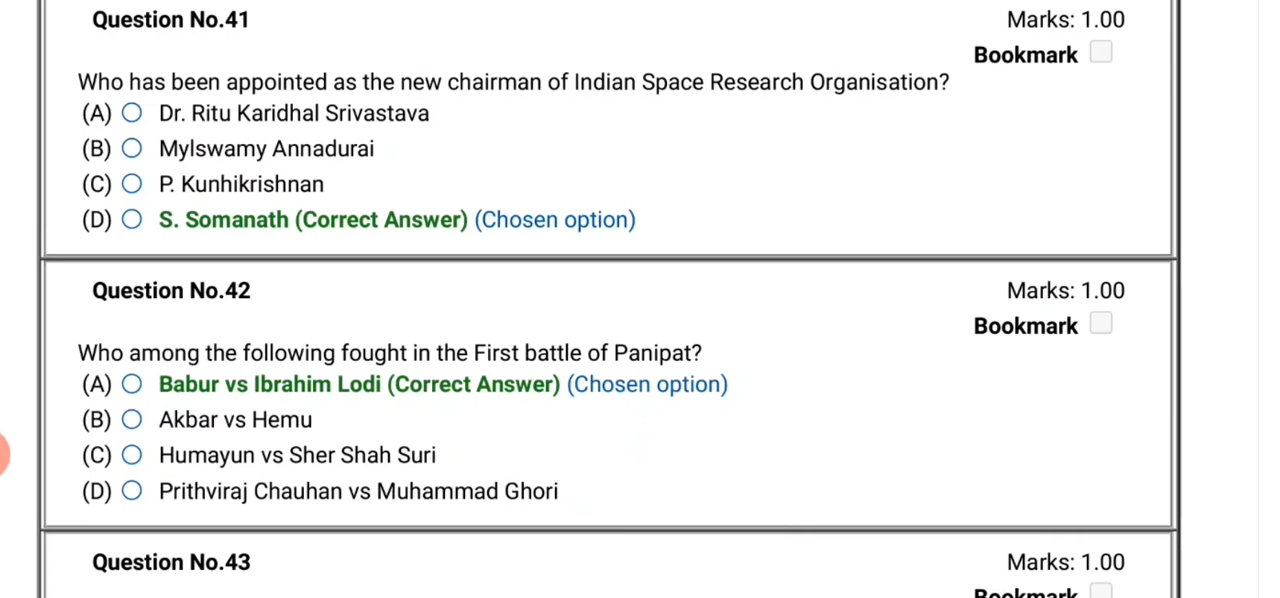 Question No.41
Marks: 1.00
Bookmark
Who has been appointed as the new chairman of Indian Space Research Organisation?
(A) Dr. Ritu Karidhal Srivastava
(B) Mylswamy Annadurai
(C) P. Kunhikrishnan
(D) S. Somanath (Correct Answer) (Chosen option)
Question No.42
Marks: 1.00
Bookmark
Who among the following fought in the First battle of Panipat?
(A) Babur vs Ibrahim Lodi (Correct Answer) (Chosen option)
(B) Akbar vs Hemu
(C) Humayun vs Sher Shah Suri
(D) Prithviraj Chauhan vs Muhammad Ghori
Question No.43
Marks: 1.00
Bookmark